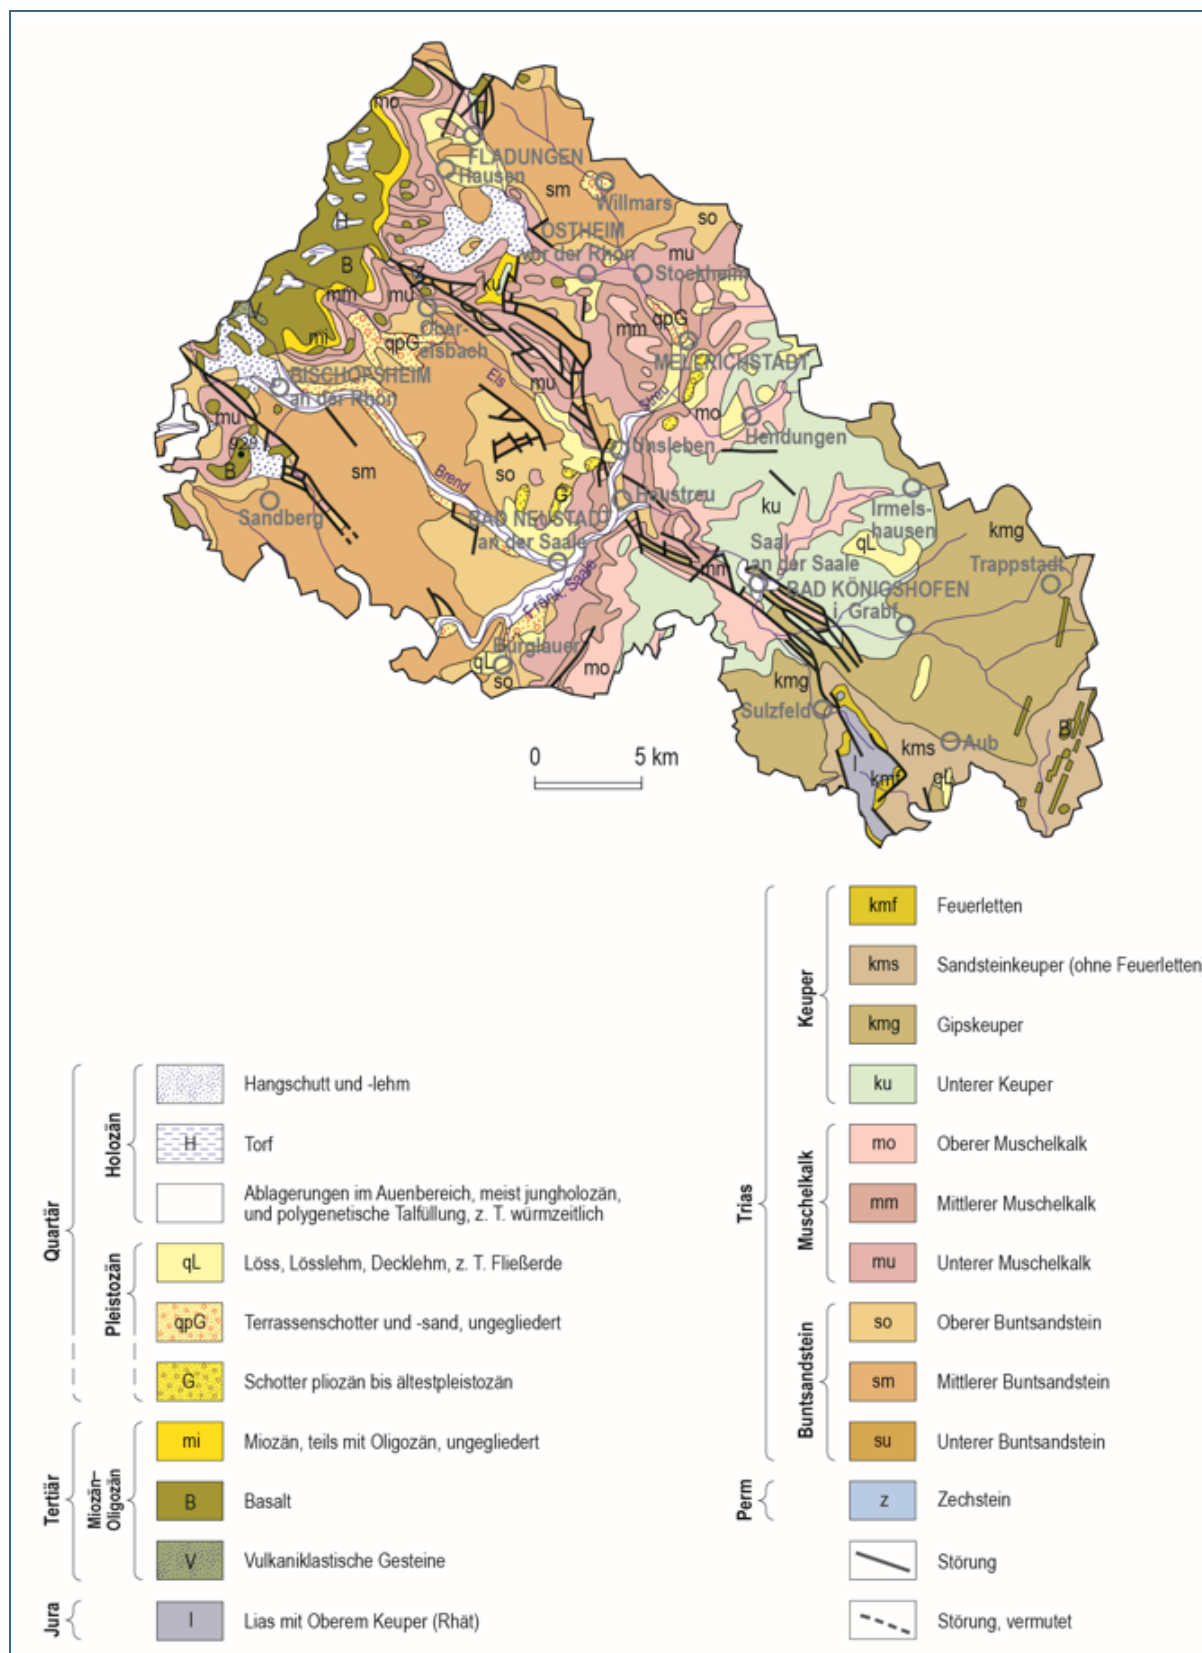 mo
FLADUNGEN
Hausen
sm
Willmars
so
H
OSTHEIM
vor der Rhön
mu
Stockheim
B
ku
mm
mu
qpG
mm
V
mi
qpG
Ober-
elsbach
MELLRICHSTADT
BISCHOFSHEIM
an der Rhön
Els
mu
Streu
mo
Hendungen
mu
929
B
sm
so
Unsleben
Brend
G
Heustreu
ku
Irmels-
hausen
Sandberg
BAD NEUSTADT
an der Saale
kmg
qL
Saal
an der Saale
Trappstadt
mm
BAD KÖNIGSHOFEN
i. Grabf.
Fränk. Saale
Burglauer
qL
so
mo
kmg
Sulzfeld
B
kms
Aub
l
kmf
qL
0
5 km
Quartär
Holozän
Hangschutt und -lehm
H
Torf
Ablagerungen im Auenbereich, meist jungholozän,
und polygenetische Talfüllung, z. T. würmzeitlich
Pleistozän
qL
Löss, Lösslehm, Decklehm, z. T. Fließerde
qpG
Terrassenschotter und -sand, ungegliedert
G
Schotter pliozän bis ältestpleistozän
Tertiär
Miozän–
Oligozän
mi
Miozän, teils mit Oligozän, ungegliedert
B
Basalt
V
Vulkaniklastische Gesteine
Jura
l
Lias mit Oberem Keuper (Rhät)
Trias
Keuper
kmf
Feuerletten
kms
Sandsteinkeuper (ohne Feuerletten
kmg
Gipskeuper
ku
Unterer Keuper
Muschelkalk
mo
Oberer Muschelkalk
mm
Mittlerer Muschelkalk
mu
Unterer Muschelkalk
Buntsandstein
so
Oberer Buntsandstein
sm
Mittlerer Buntsandstein
su
Unterer Buntsandstein
Perm
z
Zechstein
Störung
Störung, vermutet